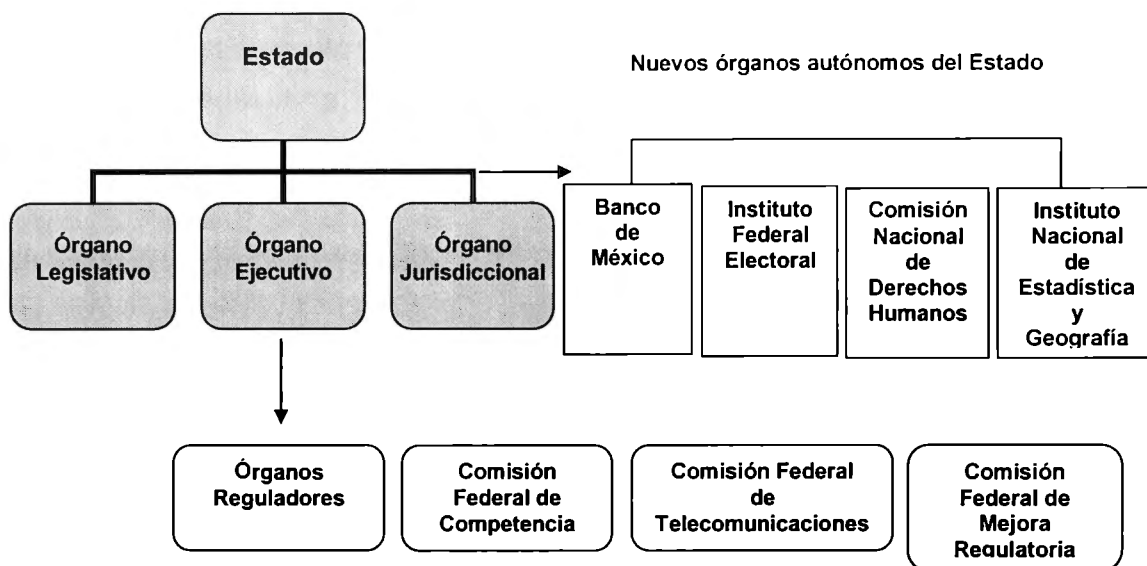 Estado
Nuevos órganos autónomos del Estado
Órgano
Legislativo
Órgano
Ejecutivo
Órgano
Jurisdiccional
Banco
de
México
Instituto
Federal
Electoral
Comisión
Nacional
de
Derechos
Humanos
Instituto
Nacional
de
Estadística
y
Geografía
Órganos
Reguladores
Comisión
Federal de
Competencia
Comisión Federal
de
Telecomunicaciones
Comisión
Federal de
Mejora
Regulatoria